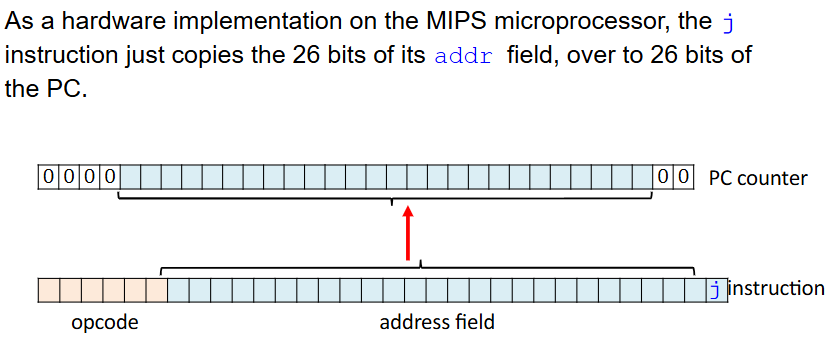 As a hardware implementation on the MIPS microprocessor, the j
instruction just copies the 26 bits of its addr field, over to 26 bits of
the PC.
0 0 0 0 0 0 PC counter
j instruction
opcode address field